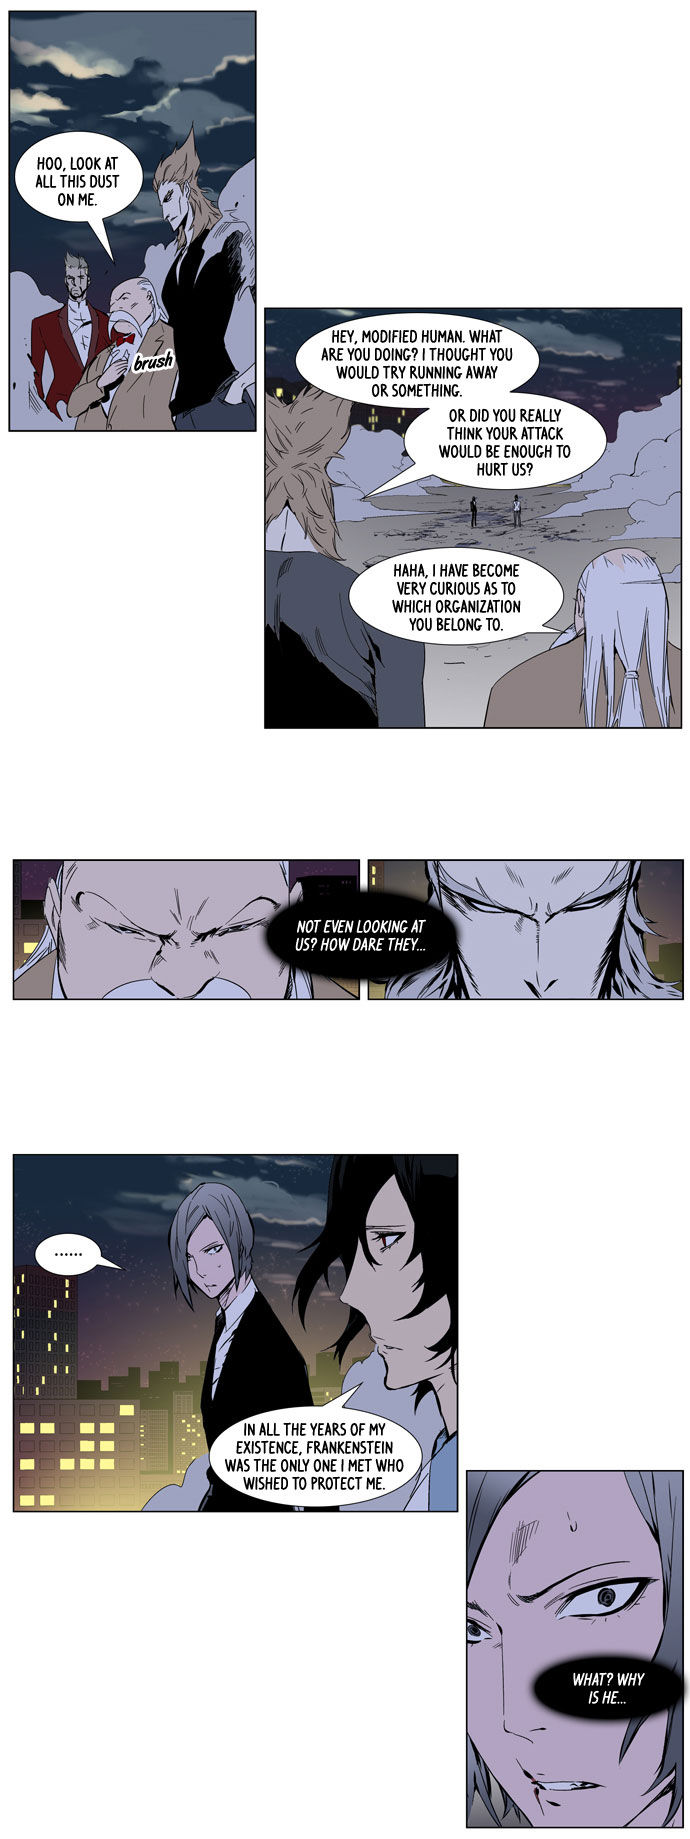 HOO, LOOK AT
ALL THIS DUST
ON ME.
brush
HEY, MODIFIED HUMAN. WHAT
ARE YOU DOING? I THOUGHT YOU
WOULD TRY RUNNING AWAY
OR SOMETHING.
OR DID YOU REALLY
THINK YOUR ATTACK
WOULD BE ENOUGH TO
HURT US?
HAHA, I HAVE BECOME
VERY CURIOUS AS TO
WHICH ORGANIZATION
YOU BELONG TO.
NOT EVEN LOOKING AT
US? HOW DARE THEY...
......
IN ALL THE YEARS OF MY
EXISTENCE, FRANKENSTEIN
WAS THE ONLY ONE I MET WHO
WISHED TO PROTECT ME.
WHAT? WHY
IS HE...